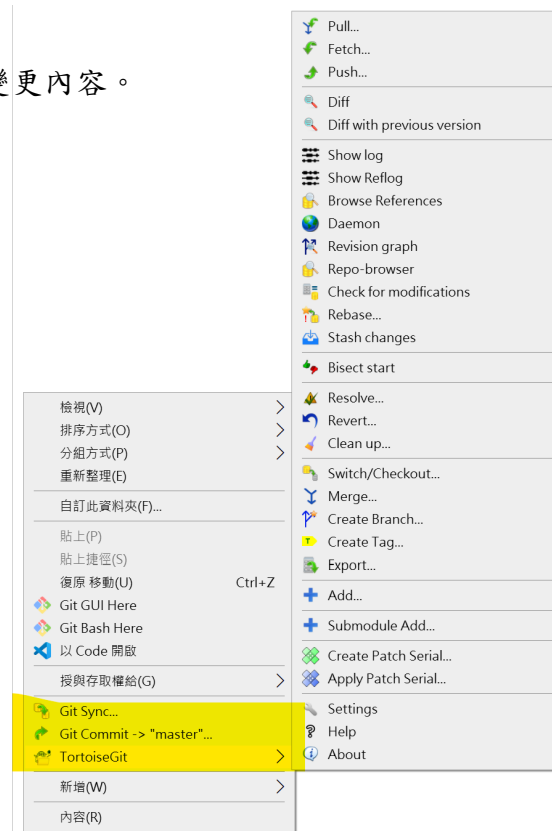 更內容。
Pull...
Fetch...
Push...
Diff
Diff with previous version
Show log
Show Reflog
Browse References
Daemon
Revision graph
Repo-browser
Check for modifications
Rebase...
Stash changes
Bisect start
Resolve...
Revert...
Clean up...
Switch/Checkout...
Merge...
Create Branch...
Create Tag...
Export...
Add...
Submodule Add...
Create Patch Serial...
Apply Patch Serial...
Settings
Help
About
檢視(V)
排序方式(O)
分組方式(P)
重新整理(E)
自訂此資料夾(F)...
貼上(P)
貼上捷徑(S)
復原 移動(U) Ctrl+Z
Git GUI Here
Git Bash Here
以 Code 開啟
授與存取權給(G)
Git Sync...
Git Commit -> "master"...
TortoiseGit
新增(W)
內容(R)